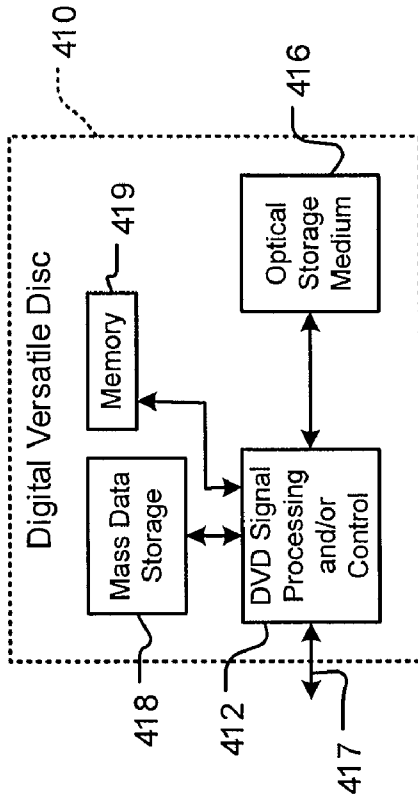 Digital Versatile Disc
410
Mass Data
Storage
418
Memory
419
DVD Signal
Processing
and/or
Control
412
Optical
Storage
Medium
416
417